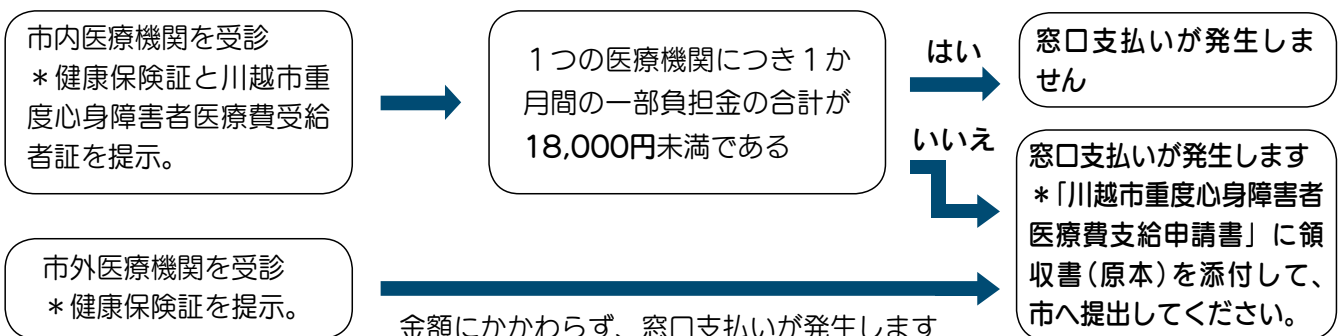 市内医療機関を受診
＊健康保険証と川越市重
度心身障害者医療費受給
者証を提示。
１つの医療機関につき１か
月間の一部負担金の合計が
18,000円未満である
はい
窓口支払いが発生しま
せん
いいえ
窓口支払いが発生します
＊「川越市重度心身障害者
医療費支給申請書」に領
収書（原本）を添付して、
市へ提出してください。
市外医療機関を受診
＊健康保険証を提示。
金額にかかわらず、窓口支払いが発生します